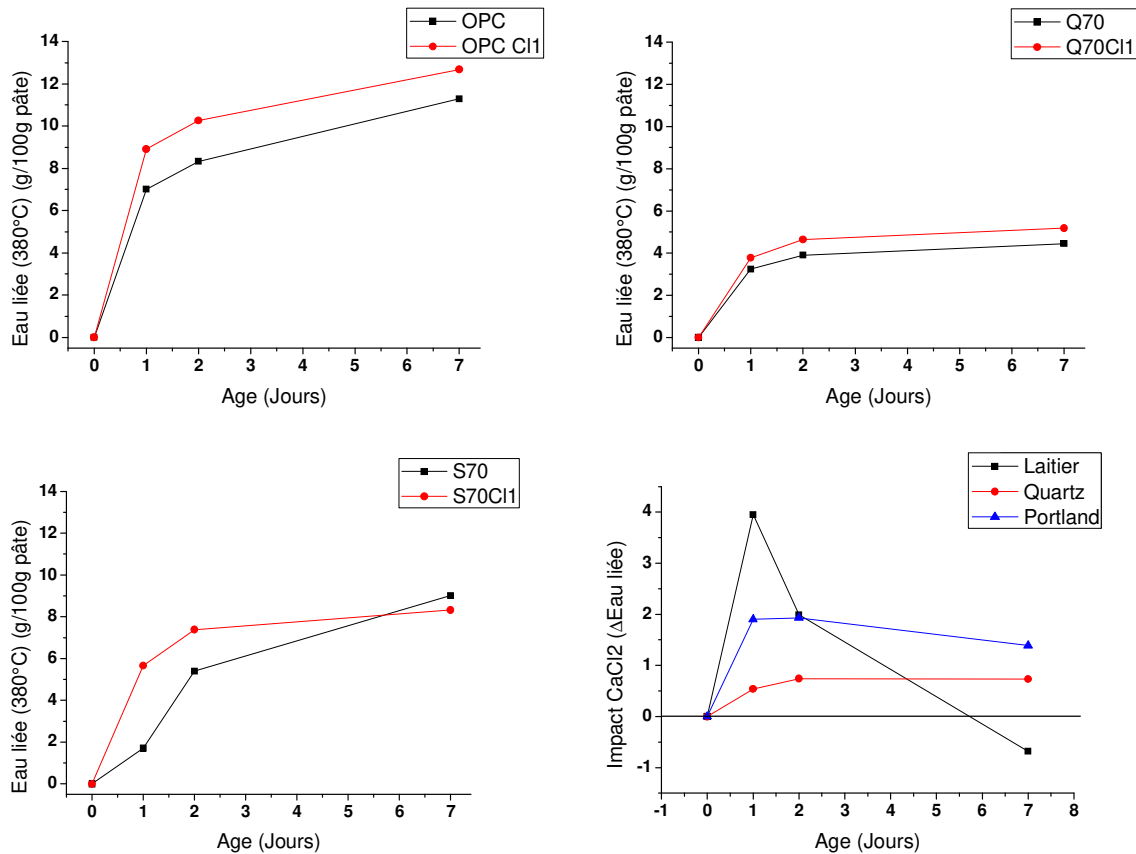 OPC
OPC Cl1
14
12
10
8
6
4
2
0
0 1 2 3 4 5 6 7
Eau liée (380°C) (g/100g pâte)
Age (Jours)
Q70
Q70Cl1
14
12
10
8
6
4
2
0
0 1 2 3 4 5 6 7
Eau liée (380°C) (g/100g pâte)
Age (Jours)
S70
S70Cl1
14
12
10
8
6
4
2
0
0 1 2 3 4 5 6 7
Eau liée (380°C) (g/100g pâte)
Age (Jours)
Laitier
Quartz
Portland
4
3
2
1
0
-1
-1 0 1 2 3 4 5 6 7 8
Impact CaCl2 (ΔEau liée)
Age (Jours)